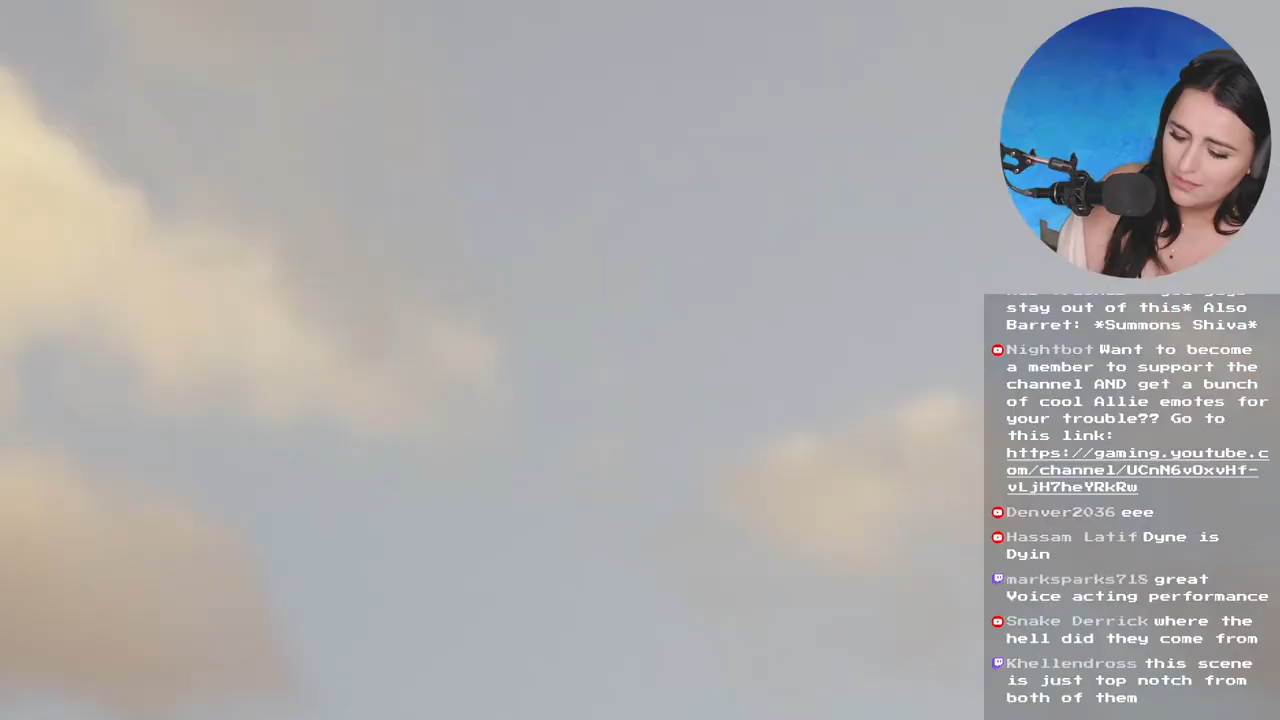 stay out of this* Also
Barret: *Summons Shiva*
Nightbot Want to become
a member to support the
channel AND get a bunch
of cool Allie emotes for
your trouble?? Go to
this link:
https://gaming.youtube.c
om/channel/UCnN6vOxvHf-
vLjH7heYRkRw
Denver2036 eee
Hassam Latif Dyne is
Dyin
marksparks718 great
Voice acting performance
Snake Derrick where the
hell did they come from
Khellendross this scene
is just top notch from
both of them